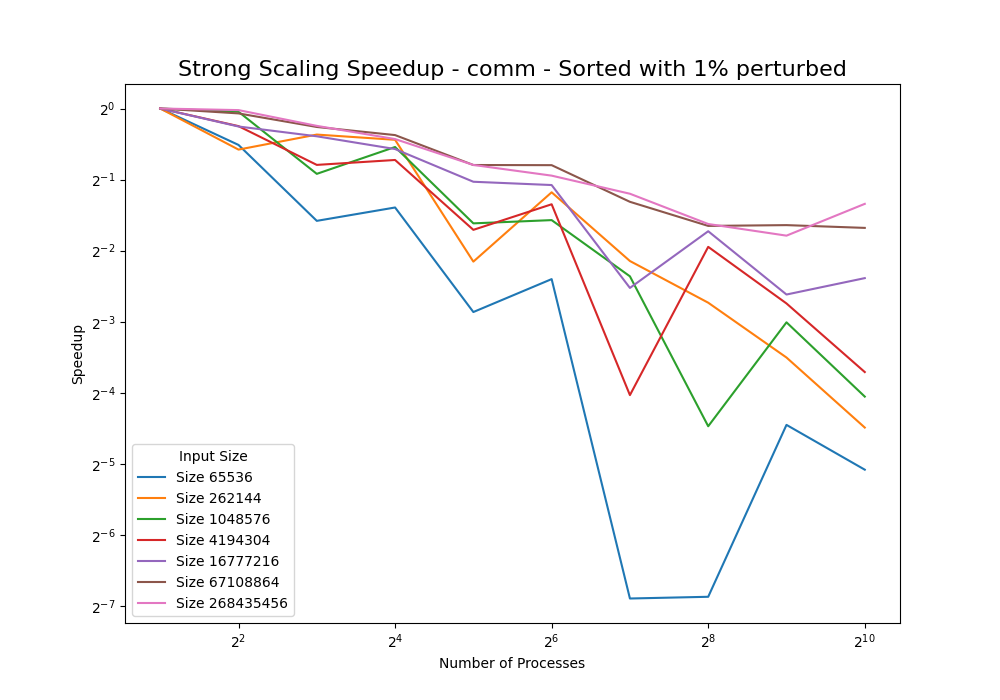 Strong Scaling Speedup - comm - Sorted with 1% perturbed
2^0
2^-1
2^-2
2^-3
2^-4
2^-5
2^-6
2^-7
Speedup
Input Size
Size 65536
Size 262144
Size 1048576
Size 4194304
Size 16777216
Size 67108864
Size 268435456
2^2 2^4 2^6 2^8 2^10
Number of Processes